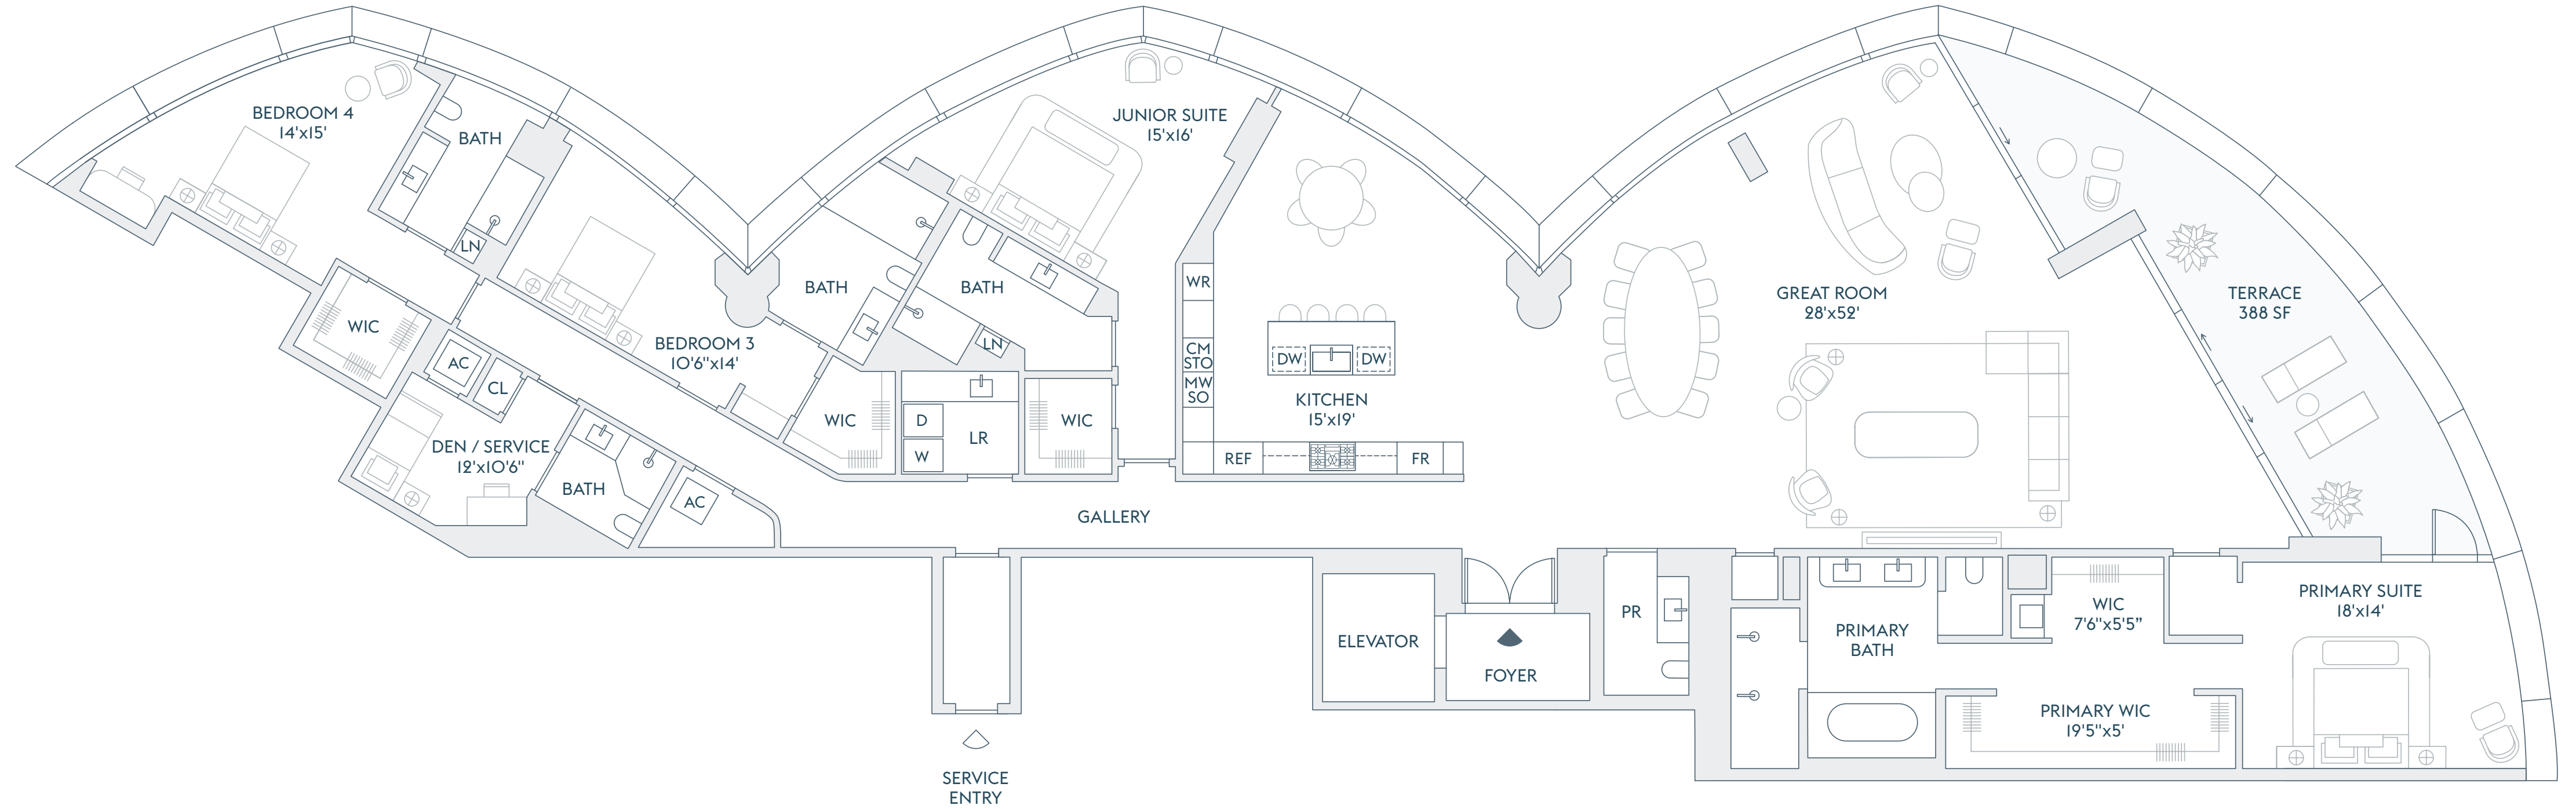 BEDROOM 4
14'x15'
BATH
LN
WIC
AC
CL
DEN / SERVICE
12'x10'6"
BATH
AC
BEDROOM 3
10'6"x14'
BATH
WIC
JUNIOR SUITE
15'x16'
BATH
LN
D
W
LR
WIC
WR
CM
STO
MW
SO
DW
DW
KITCHEN
15'x19'
REF
FR
GALLERY
GREAT ROOM
28'x52'
TERRACE
388 SF
SERVICE
ENTRY
ELEVATOR
FOYER
PR
PRIMARY
BATH
WIC
7'6"x5'5"
PRIMARY WIC
19'5"x5'
PRIMARY SUITE
18'x14'